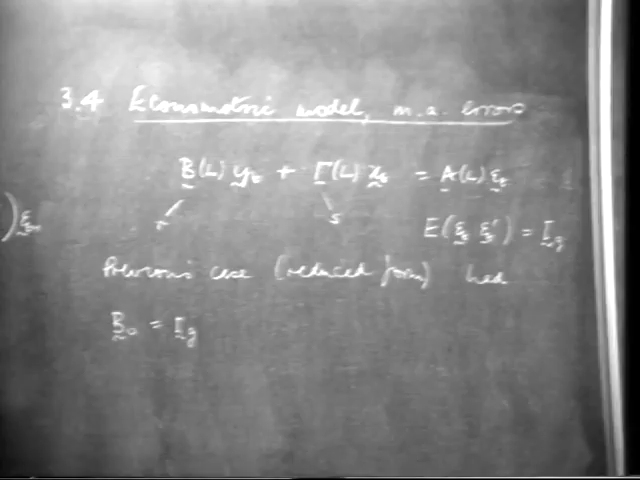 3.4 Econometric model, m.a. errors
B(L) y_t + Γ(L) x_t = A(L) ε_t
r s E(ε_t ε_t') = I_g
Previous case (reduced form) had
B_0 = I_g